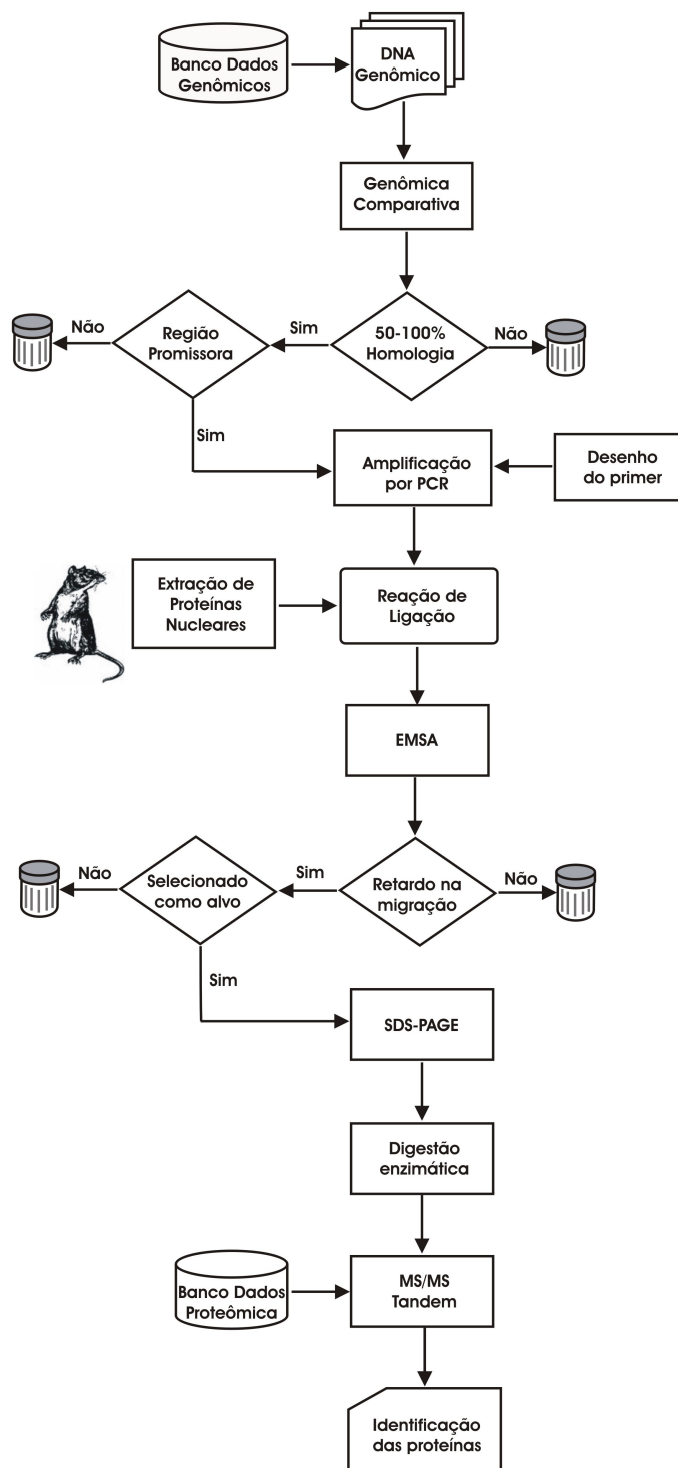 Banco Dados
Genômicos
DNA
Genômico
Genômica
Comparativa
Não
Região
Promissora
Sim
50-100%
Homologia
Não
Sim
Amplificação
por PCR
Desenho
do primer
Extração de
Proteínas
Nucleares
Reação de
Ligação
EMSA
Não
Selecionado
como alvo
Sim
Retardo na
migração
Não
Sim
SDS-PAGE
Digestão
enzimática
Banco Dados
Proteômica
MS/MS
Tandem
Identificação
das proteínas